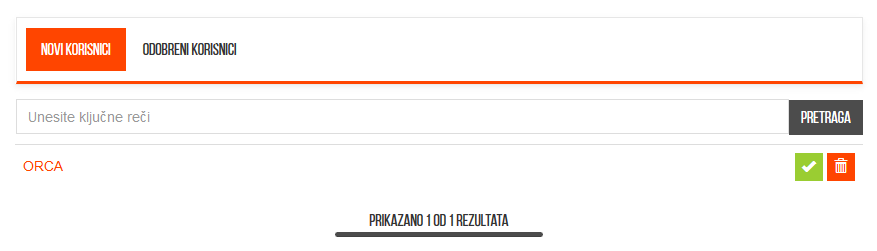 NOVI KORISNICI ODOBRENI KORISNICI
Unesite ključne reči PRETRAGA
ORCA
PRIKAZANO 1 OD 1 REZULTATA